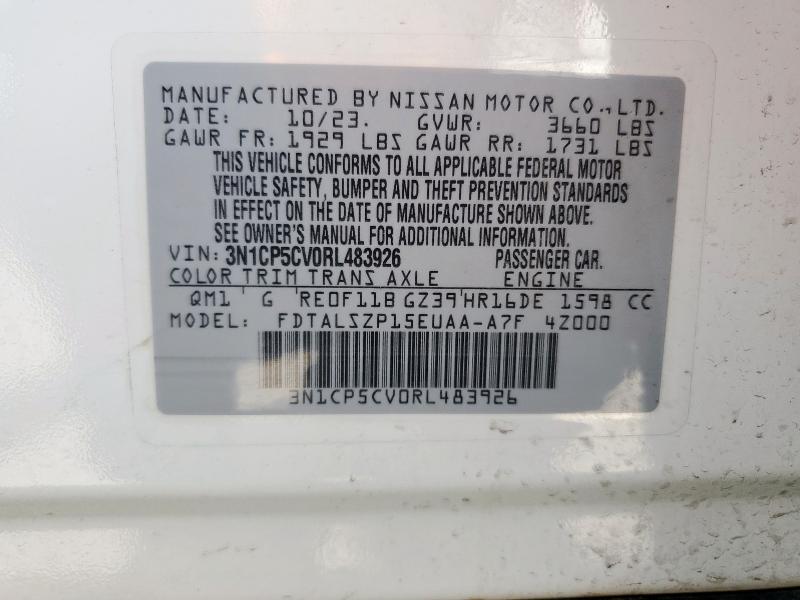 MANUFACTURED BY NISSAN MOTOR CO., LTD.
DATE: 10/23. GVWR: 3660 LBS
GAWR FR: 1929 LBS GAWR RR: 1731 LBS
THIS VEHICLE CONFORMS TO ALL APPLICABLE FEDERAL MOTOR
VEHICLE SAFETY, BUMPER AND THEFT PREVENTION STANDARDS
IN EFFECT ON THE DATE OF MANUFACTURE SHOWN ABOVE.
SEE OWNER'S MANUAL FOR ADDITIONAL INFORMATION.
VIN: 3N1CP5CV0RL483926 PASSENGER CAR.
COLOR TRIM TRANS AXLE ENGINE
QM1 G RE0F11B GZ39 HR16DE 1598 CC
MODEL: FDTALSZP15EUAA-A7F 4Z000
3N1CP5CV0RL483926